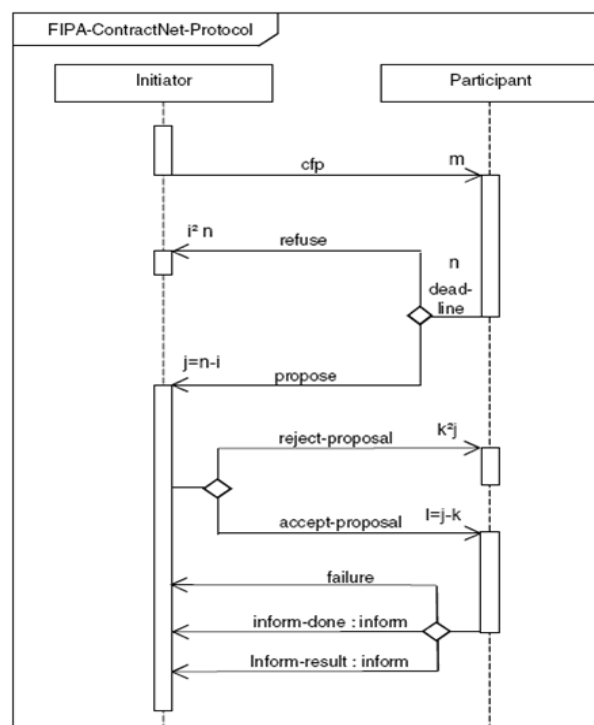 FIPA-ContractNet-Protocol
Initiator
Participant
cfp
m
i² n
refuse
n
dead-
line
j=n-i
propose
reject-proposal
k²j
accept-proposal
l=j-k
failure
inform-done : inform
Inform-result : inform